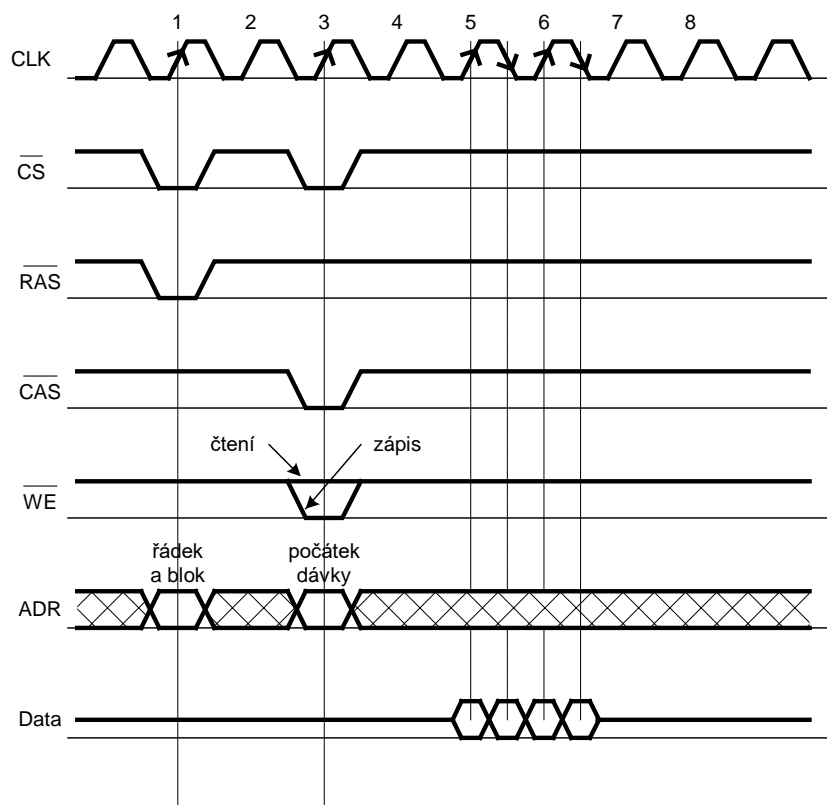 1 2 3 4 5 6 7 8
CLK
CS
RAS
CAS
čtení zápis
WE
řádek počátek
a blok dávky
ADR
Data